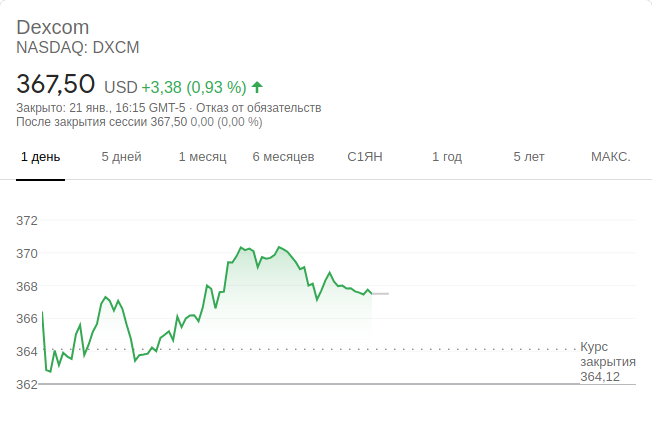 Dexcom
NASDAQ: DXCM
367,50 USD +3,38 (0,93 %)
Закрыто: 21 янв., 16:15 GMT-5 · Отказ от обязательств
После закрытия сессии 367,50 0,00 (0,00 %)
1 день 5 дней 1 месяц 6 месяцев С1ЯН 1 год 5 лет МАКС.
372
370
368
366
364
362
Курс
закрытия
364,12